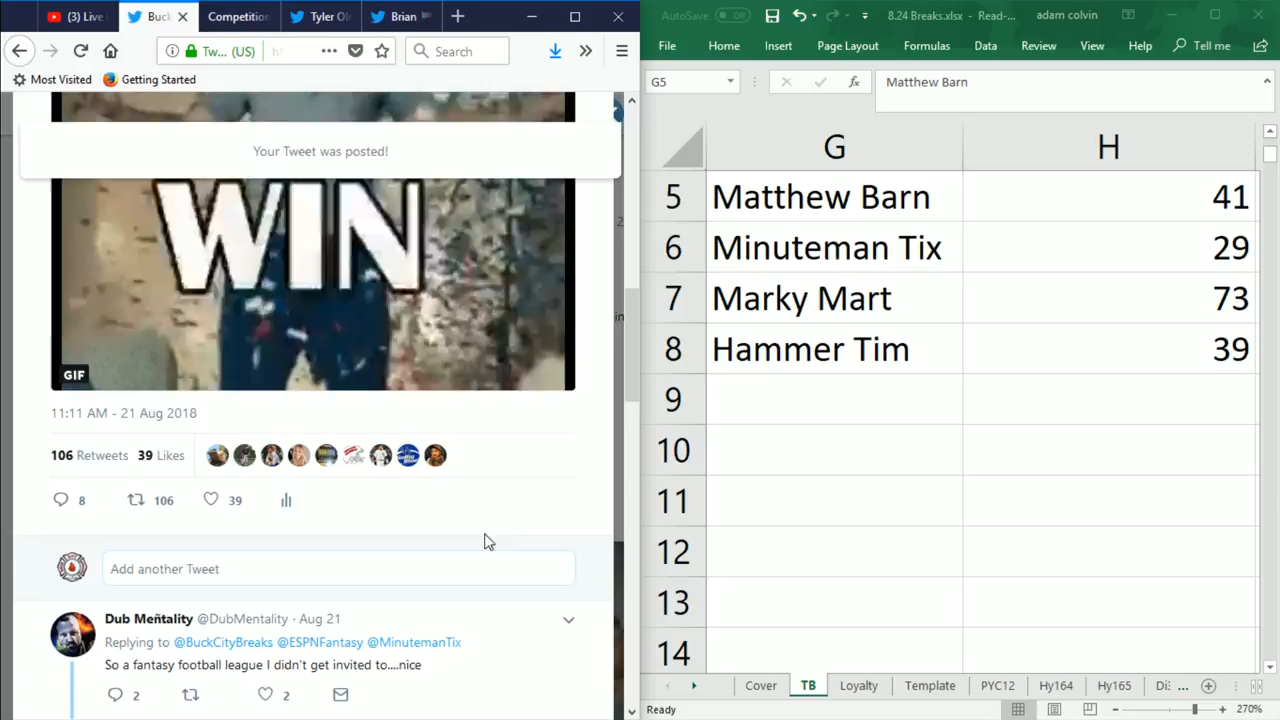 (3) Live
Buc
Competition
Tyler Ol
Brian
Tw... (US)
Search
Most Visited
Getting Started
Your Tweet was posted!
WIN
GIF
11:11 AM - 21 Aug 2018
106 Retweets 39 Likes
8
106
39
Add another Tweet
Dub Meñtality @DubMentality · Aug 21
Replying to @BuckCityBreaks @ESPNFantasy @MinutemanTix
So a fantasy football league I didn't get invited to....nice
2
2
AutoSave Off
8.24 Breaks.xlsx - Read-...
adam colvin
File Home Insert Page Layout Formulas Data Review View Help Tell me
G5
fx
Matthew Barn
G H
5 Matthew Barn 41
6 Minuteman Tix 29
7 Marky Mart 73
8 Hammer Tim 39
9
10
11
12
13
14
Cover TB Loyalty Template PYC12 Hy164 Hy165 Di: ...
Ready
270%